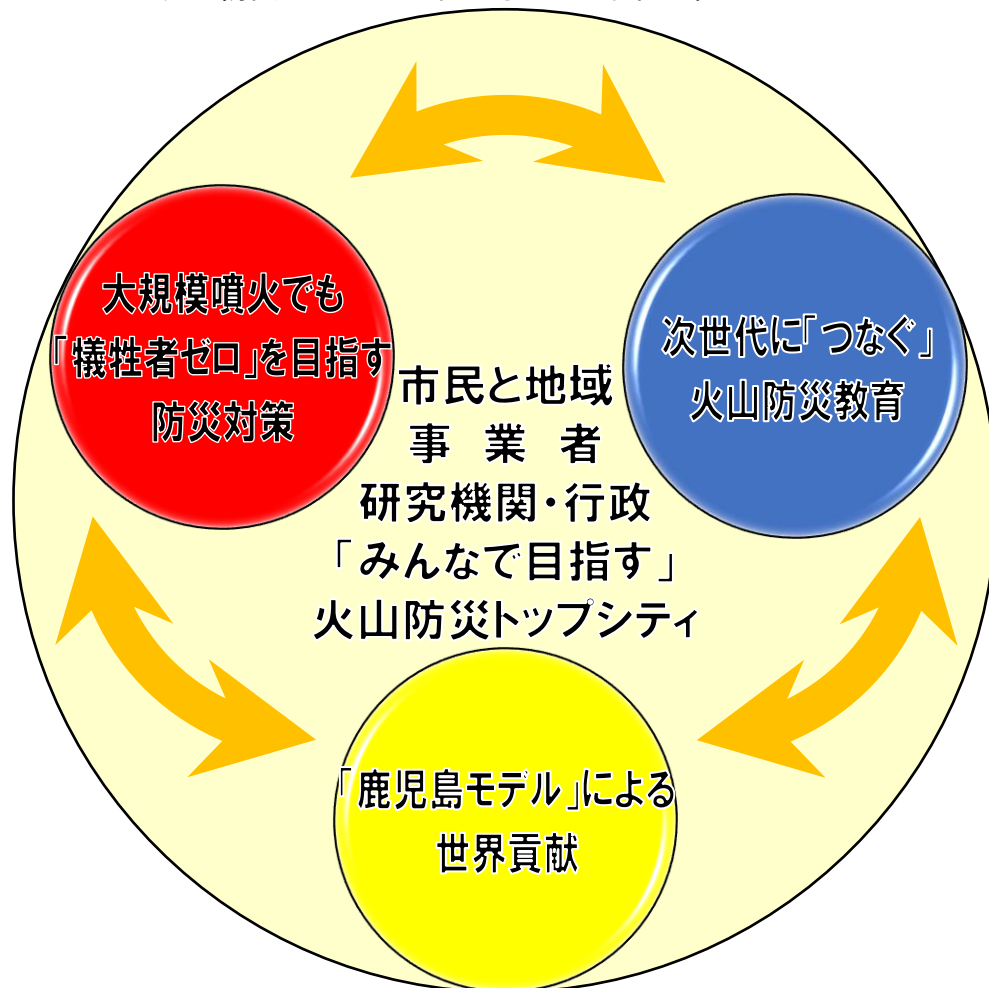 大規模噴火でも
「犠牲者ゼロ」を目指す
防災対策
次世代に「つなぐ」
火山防災教育
市民と地域
事業者
研究機関・行政
「みんなで目指す」
火山防災トップシティ
「鹿児島モデル」による
世界貢献